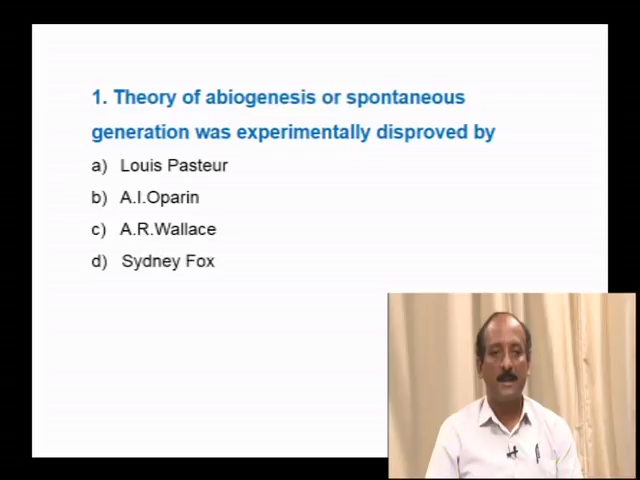 1. Theory of abiogenesis or spontaneous
generation was experimentally disproved by
a) Louis Pasteur
b) A.I.Oparin
c) A.R.Wallace
d) Sydney Fox